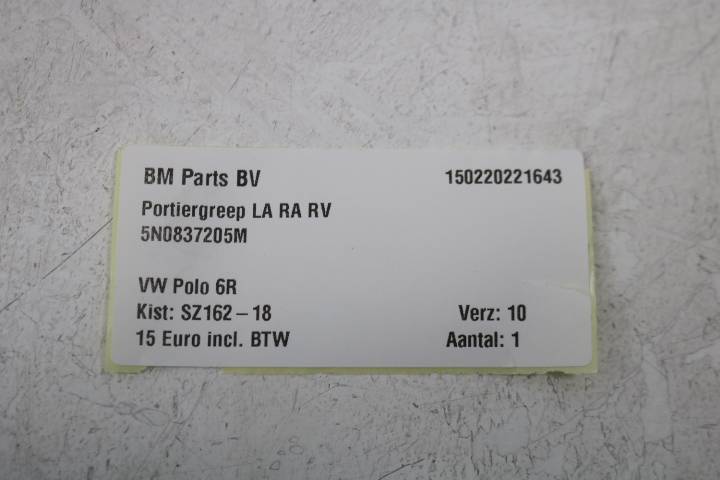 BM Parts BV 150220221643
Portiergreep LA RA RV
5N0837205M
VW Polo 6R
Kist: SZ162 – 18 Verz: 10
15 Euro incl. BTW Aantal: 1